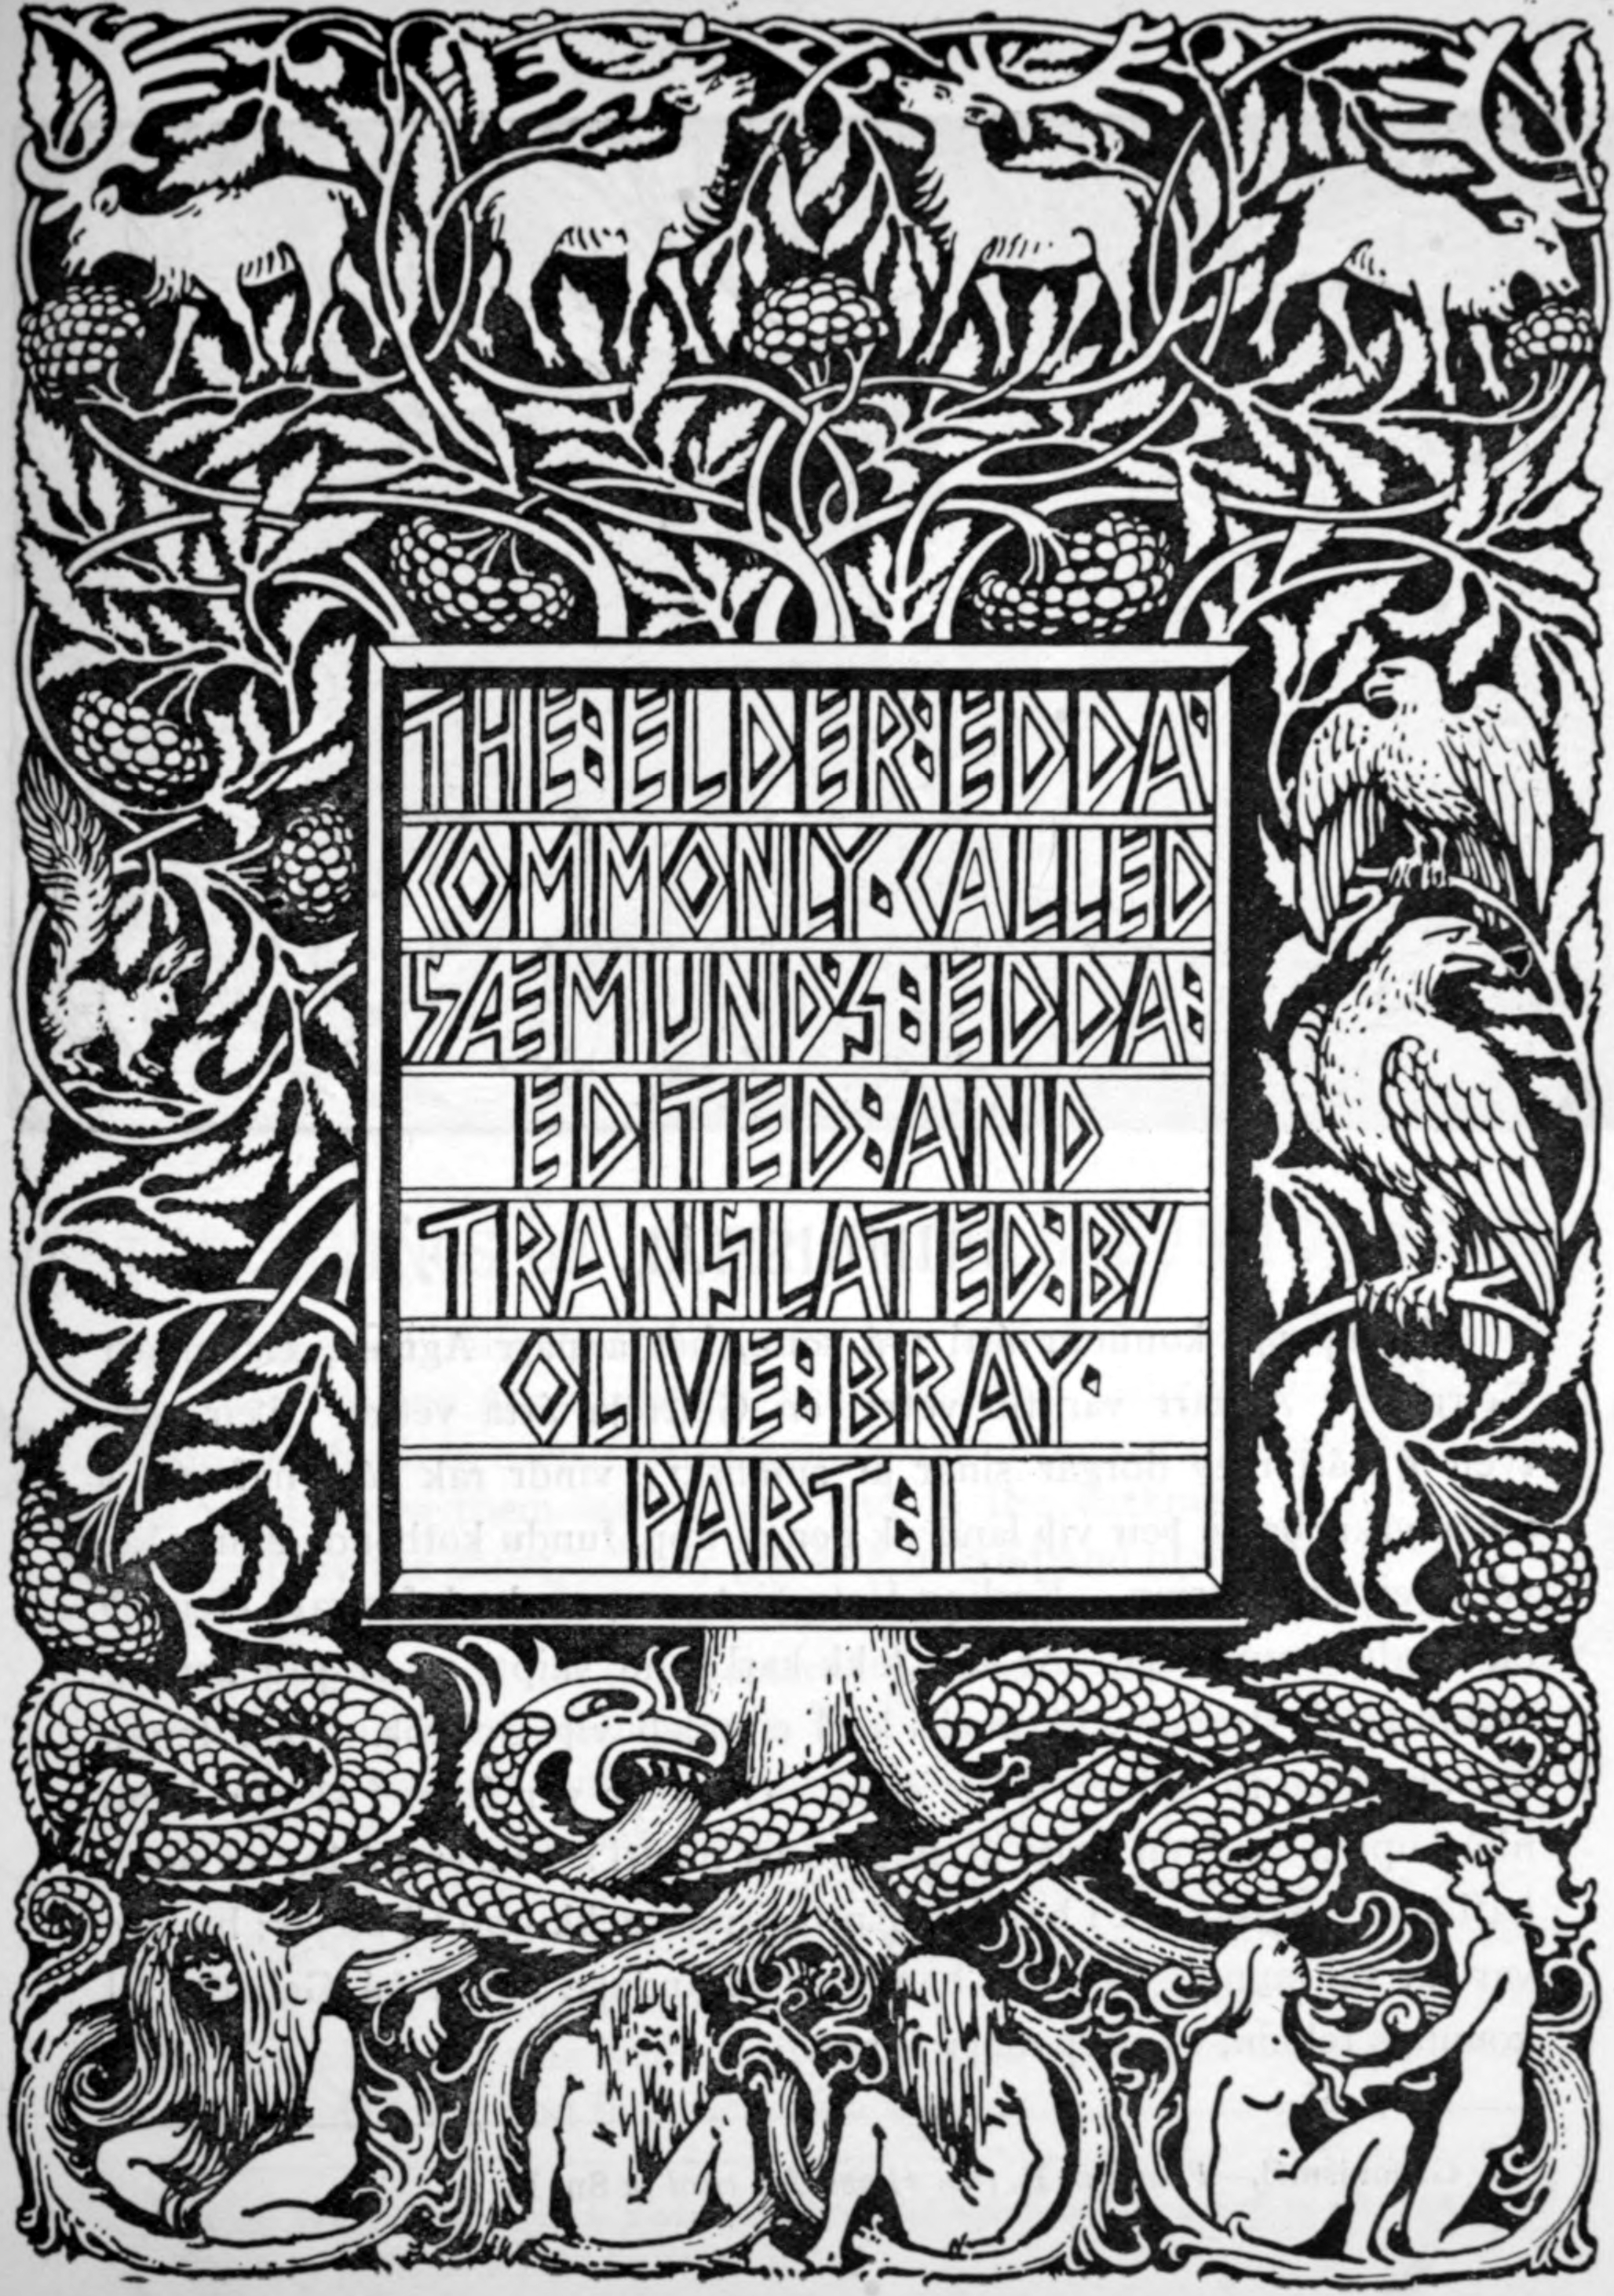 THE:ELDER:EDDA·
COMMONLY·CALLED
SÆMUND'S:EDDA:
EDITED:AND
TRANSLATED:BY
OLIVE:BRAY·
PART:I